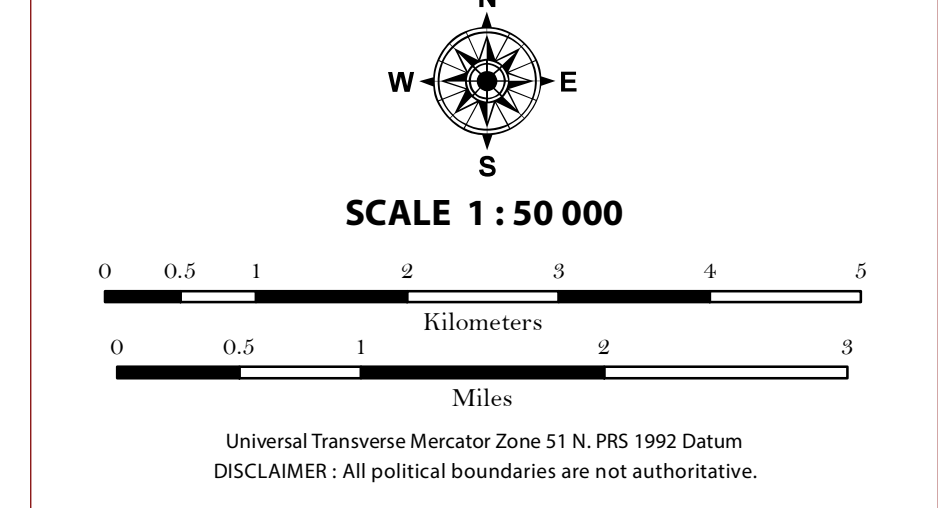 N
W E
S
SCALE 1 : 50 000
0 0.5 1 2 3 4 5
Kilometers
0 0.5 1 2 3
Miles
Universal Transverse Mercator Zone 51 N. PRS 1992 Datum
DISCLAIMER : All political boundaries are not authoritative.